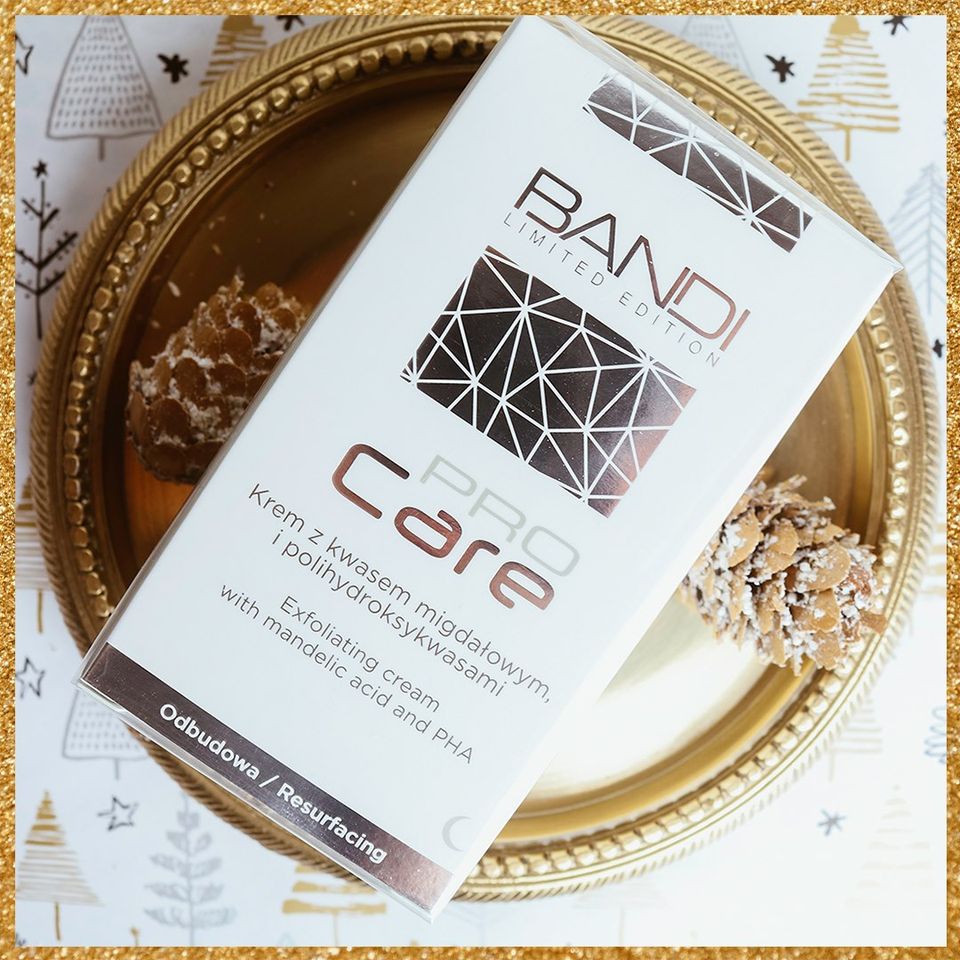 BANDI
LIMITED EDITION
PRO
Care
Krem z kwasem migdałowym,
i polihydroksykwasami
Exfoliating cream
with mandelic acid and PHA
Odbudowa / Resurfacing